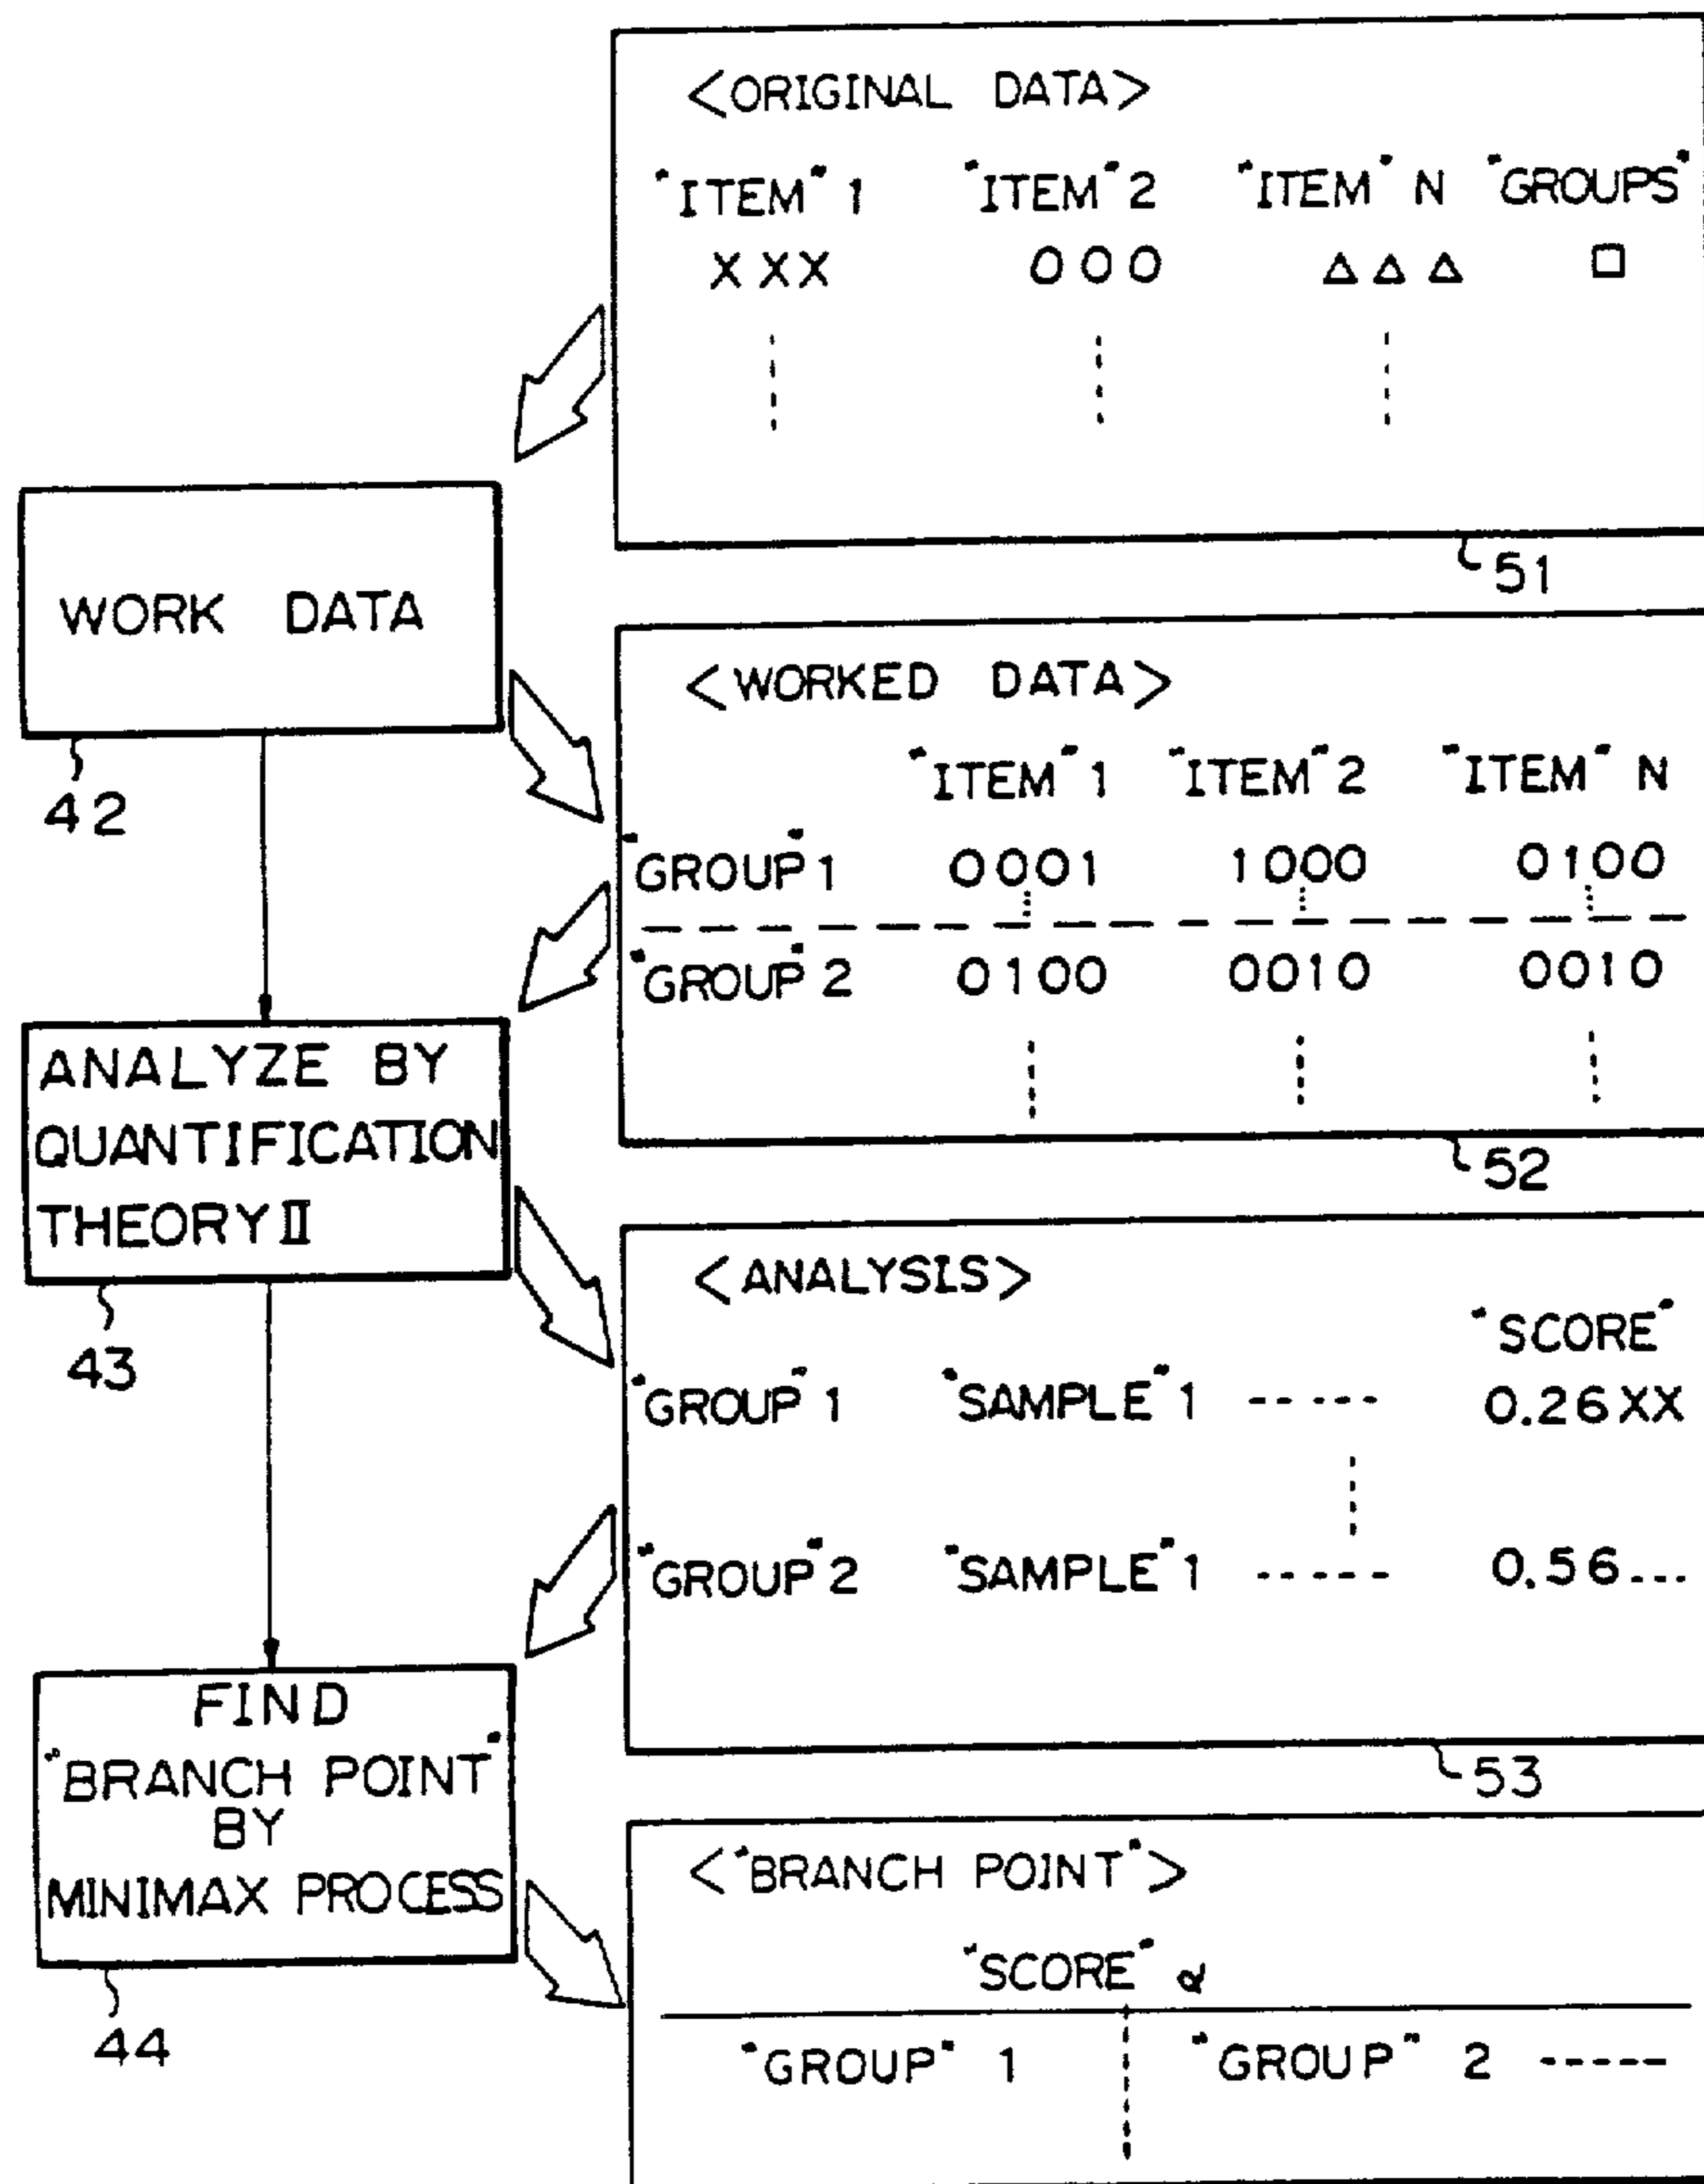 <ORIGINAL DATA>
"ITEM" 1 "ITEM" 2 "ITEM" N "GROUPS"
X X X O O O △ △ △ □
51
WORK DATA
42
<WORKED DATA>
"ITEM" 1 "ITEM" 2 "ITEM" N
"GROUP" 1 0001 1000 0100
"GROUP" 2 0100 0010 0010
52
ANALYZE BY
QUANTIFICATION
THEORY II
43
<ANALYSIS>
"SCORE"
"GROUP" 1 "SAMPLE" 1 ----- 0.26XX
"GROUP" 2 "SAMPLE" 1 ----- 0.56...
53
FIND
"BRANCH POINT"
BY
MINIMAX PROCESS
44
<"BRANCH POINT">
"SCORE" α
"GROUP" 1 "GROUP" 2 -----